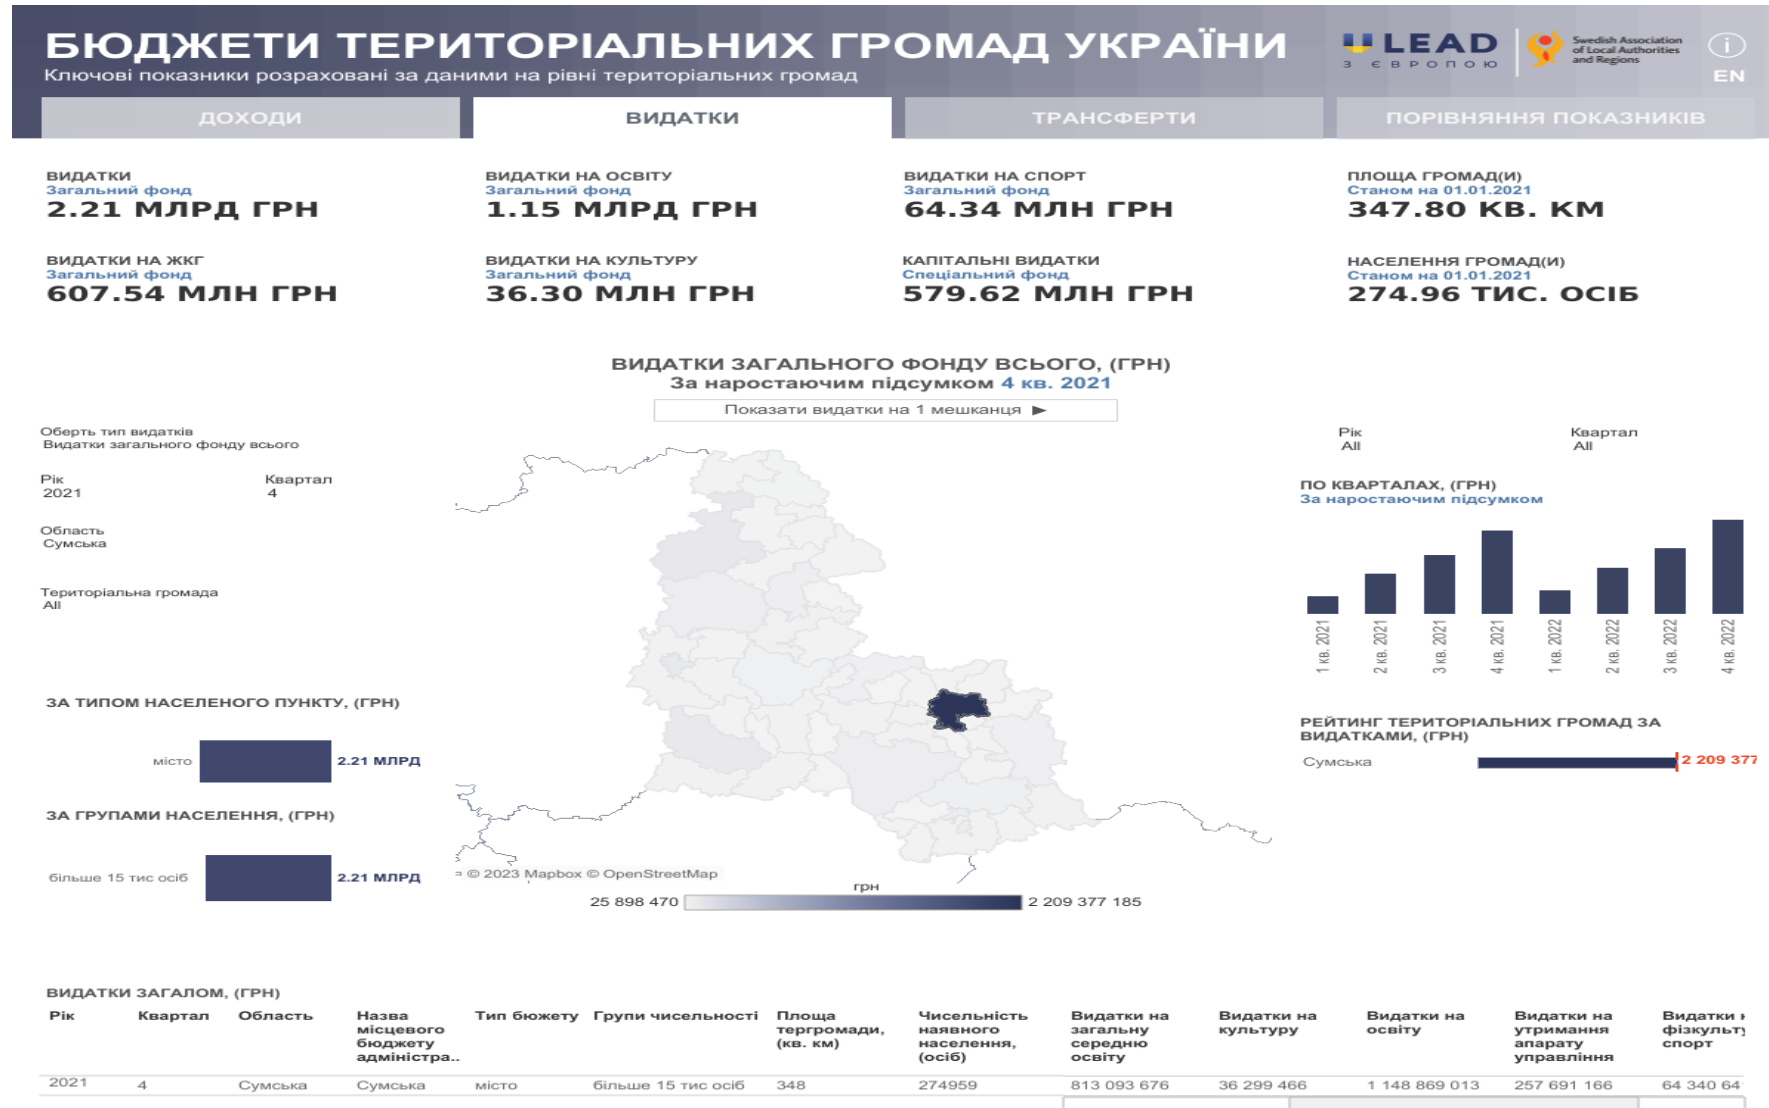 БЮДЖЕТИ ТЕРИТОРІАЛЬНИХ ГРОМАД УКРАЇНИ
Ключові показники розраховані за даними на рівні територіальних громад
U LEAD
З ЄВРОПОЮ
Swedish Association
of Local Authorities
and Regions
i
EN
ДОХОДИ
ВИДАТКИ
ТРАНСФЕРТИ
ПОРІВНЯННЯ ПОКАЗНИКІВ
ВИДАТКИ
Загальний фонд
2.21 МЛРД ГРН
ВИДАТКИ НА ОСВІТУ
Загальний фонд
1.15 МЛРД ГРН
ВИДАТКИ НА СПОРТ
Загальний фонд
64.34 МЛН ГРН
ПЛОЩА ГРОМАД(И)
Станом на 01.01.2021
347.80 КВ. КМ
ВИДАТКИ НА ЖКГ
Загальний фонд
607.54 МЛН ГРН
ВИДАТКИ НА КУЛЬТУРУ
Загальний фонд
36.30 МЛН ГРН
КАПІТАЛЬНІ ВИДАТКИ
Спеціальний фонд
579.62 МЛН ГРН
НАСЕЛЕННЯ ГРОМАД(И)
Станом на 01.01.2021
274.96 ТИС. ОСІБ
ВИДАТКИ ЗАГАЛЬНОГО ФОНДУ ВСЬОГО, (ГРН)
За наростаючим підсумком 4 кв. 2021
Показати видатки на 1 мешканця ►
Оберть тип видатків
Видатки загального фонду всього
Рік
2021
Квартал
4
Область
Сумська
Територіальна громада
All
ЗА ТИПОМ НАСЕЛЕНОГО ПУНКТУ, (ГРН)
місто
2.21 МЛРД
ЗА ГРУПАМИ НАСЕЛЕННЯ, (ГРН)
більше 15 тис осіб
2.21 МЛРД
© 2023 Mapbox © OpenStreetMap
грн
25 898 470
2 209 377 185
Рік
All
Квартал
All
ПО КВАРТАЛАХ, (ГРН)
За наростаючим підсумком
1 кв. 2021
2 кв. 2021
3 кв. 2021
4 кв. 2021
1 кв. 2022
2 кв. 2022
3 кв. 2022
4 кв. 2022
РЕЙТИНГ ТЕРИТОРІАЛЬНИХ ГРОМАД ЗА
ВИДАТКАМИ, (ГРН)
Сумська
2 209 377
ВИДАТКИ ЗАГАЛОМ, (ГРН)
Рік
Квартал
Область
Назва
місцевого
бюджету
адміністра..
Тип бюжету
Групи чисельності
Площа
тергромади,
(кв. км)
Чисельність
наявного
населення,
(осіб)
Видатки на
загальну
середню
освіту
Видатки на
культуру
Видатки на
освіту
Видатки на
утримання
апарату
управління
Видатки
фізкульту
спорт
2021 4 Сумська Сумська місто більше 15 тис осіб 348 274959 813 093 676 36 299 466 1 148 869 013 257 691 166 64 340 64